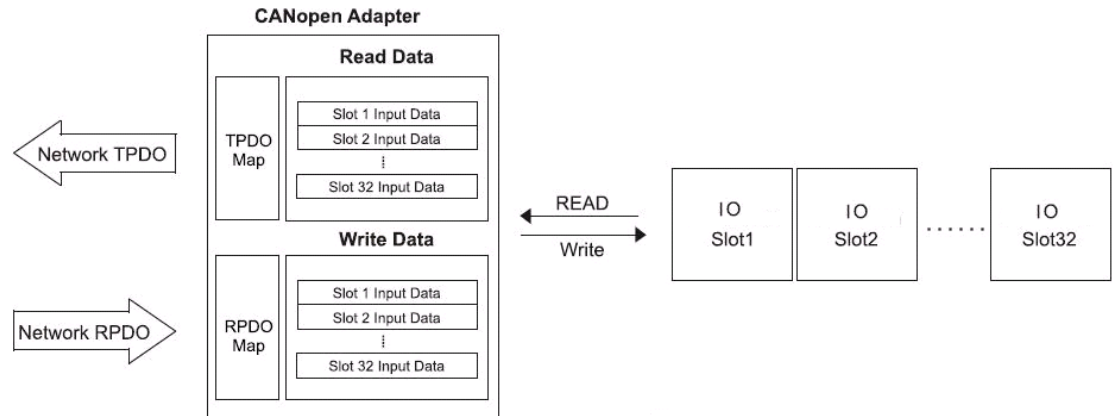 CANopen Adapter
Read Data
TPDO
Map
Slot 1 Input Data
Slot 2 Input Data
Slot 32 Input Data
Network TPDO
Write Data
RPDO
Map
Slot 1 Input Data
Slot 2 Input Data
Slot 32 Input Data
Network RPDO
READ
Write
IO
Slot1
IO
Slot2
......
IO
Slot32